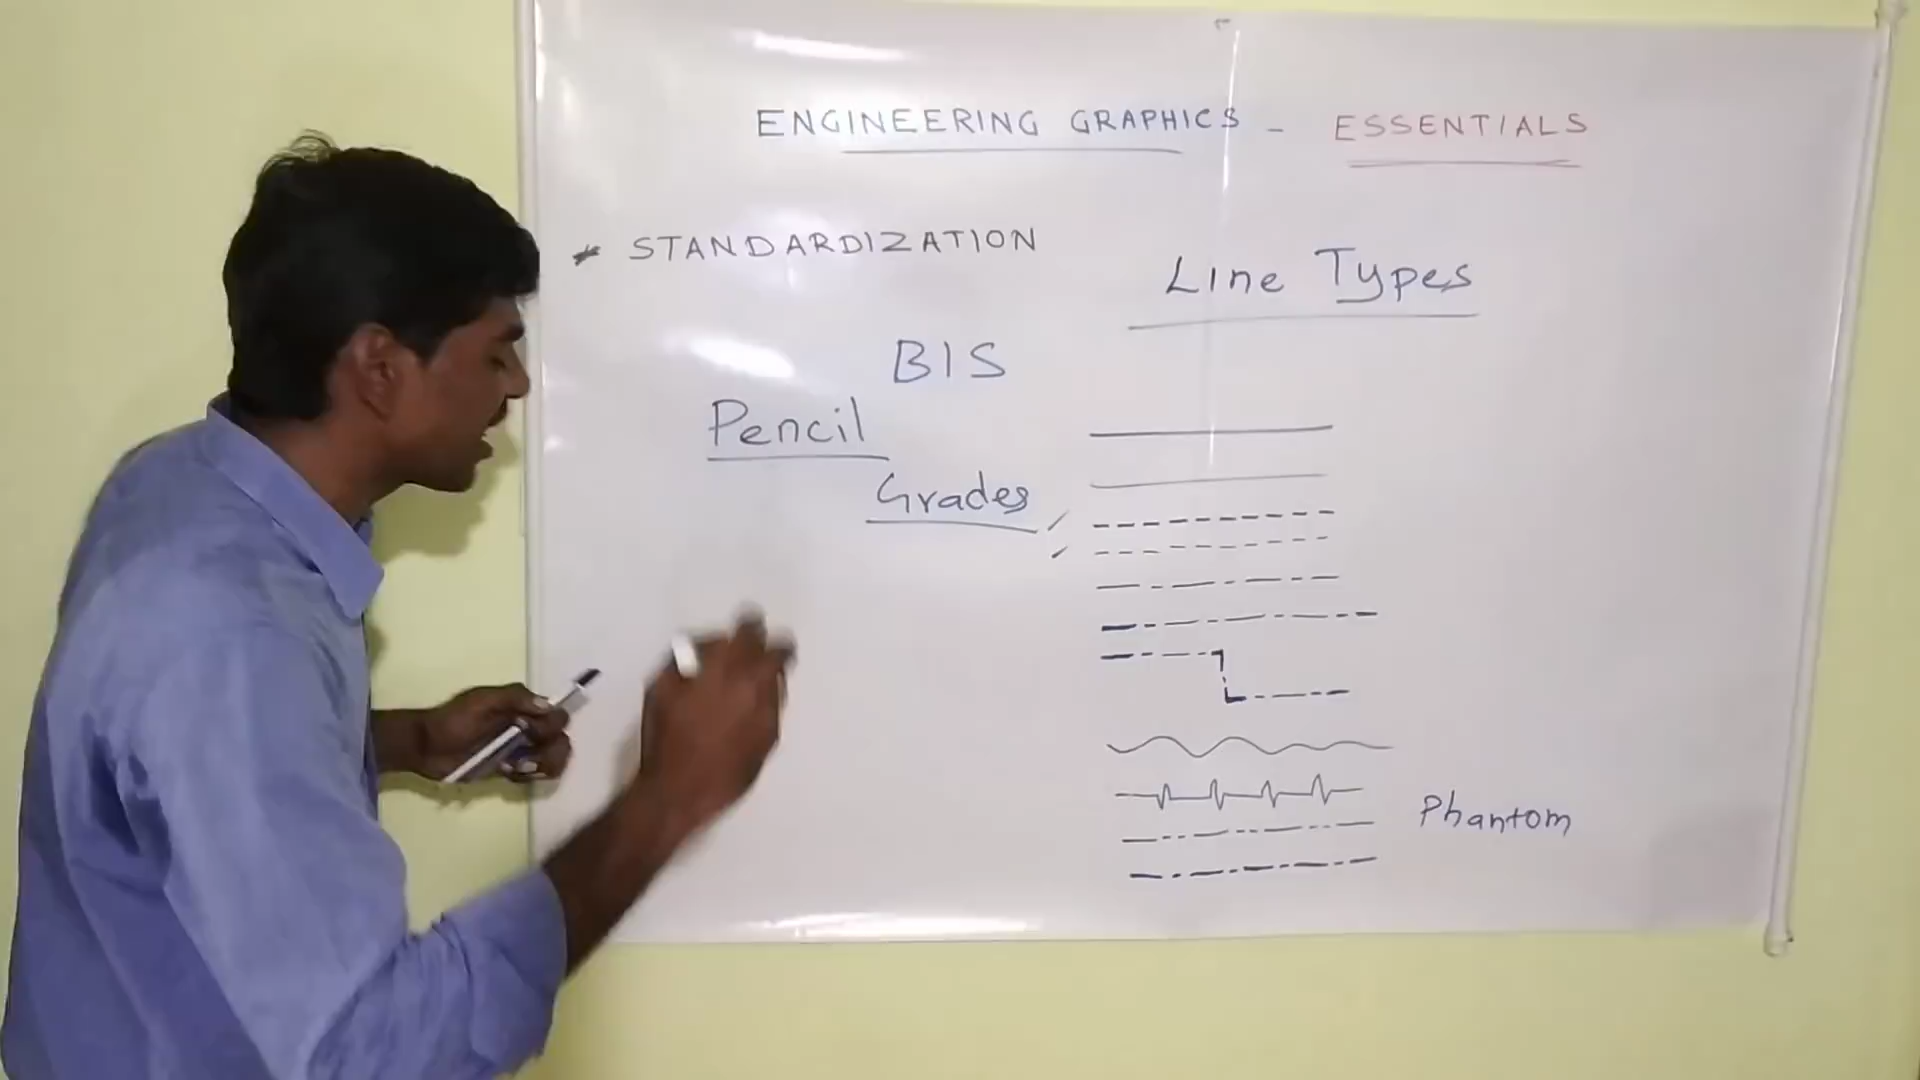 ENGINEERING GRAPHICS - ESSENTIALS
* STANDARDIZATION
Line Types
BIS
Pencil
Grades
Phantom